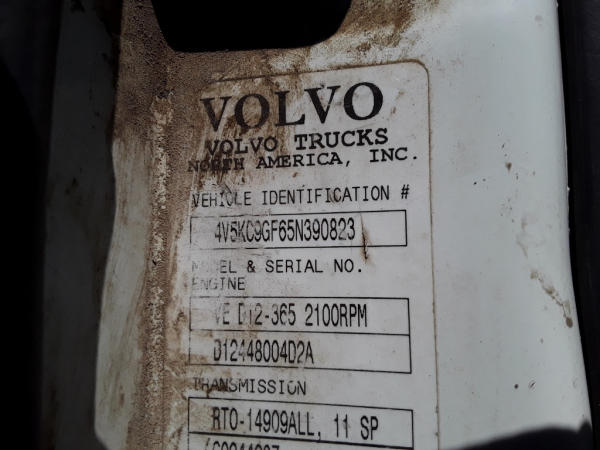 VOLVO
VOLVO TRUCKS
NORTH AMERICA, INC.
VEHICLE IDENTIFICATION #
4V5KC9GF65N390823
MODEL & SERIAL NO.
ENGINE
VE D12-365 2100RPM
D12448004D2A
TRANSMISSION
RTO-14909ALL, 11 SP